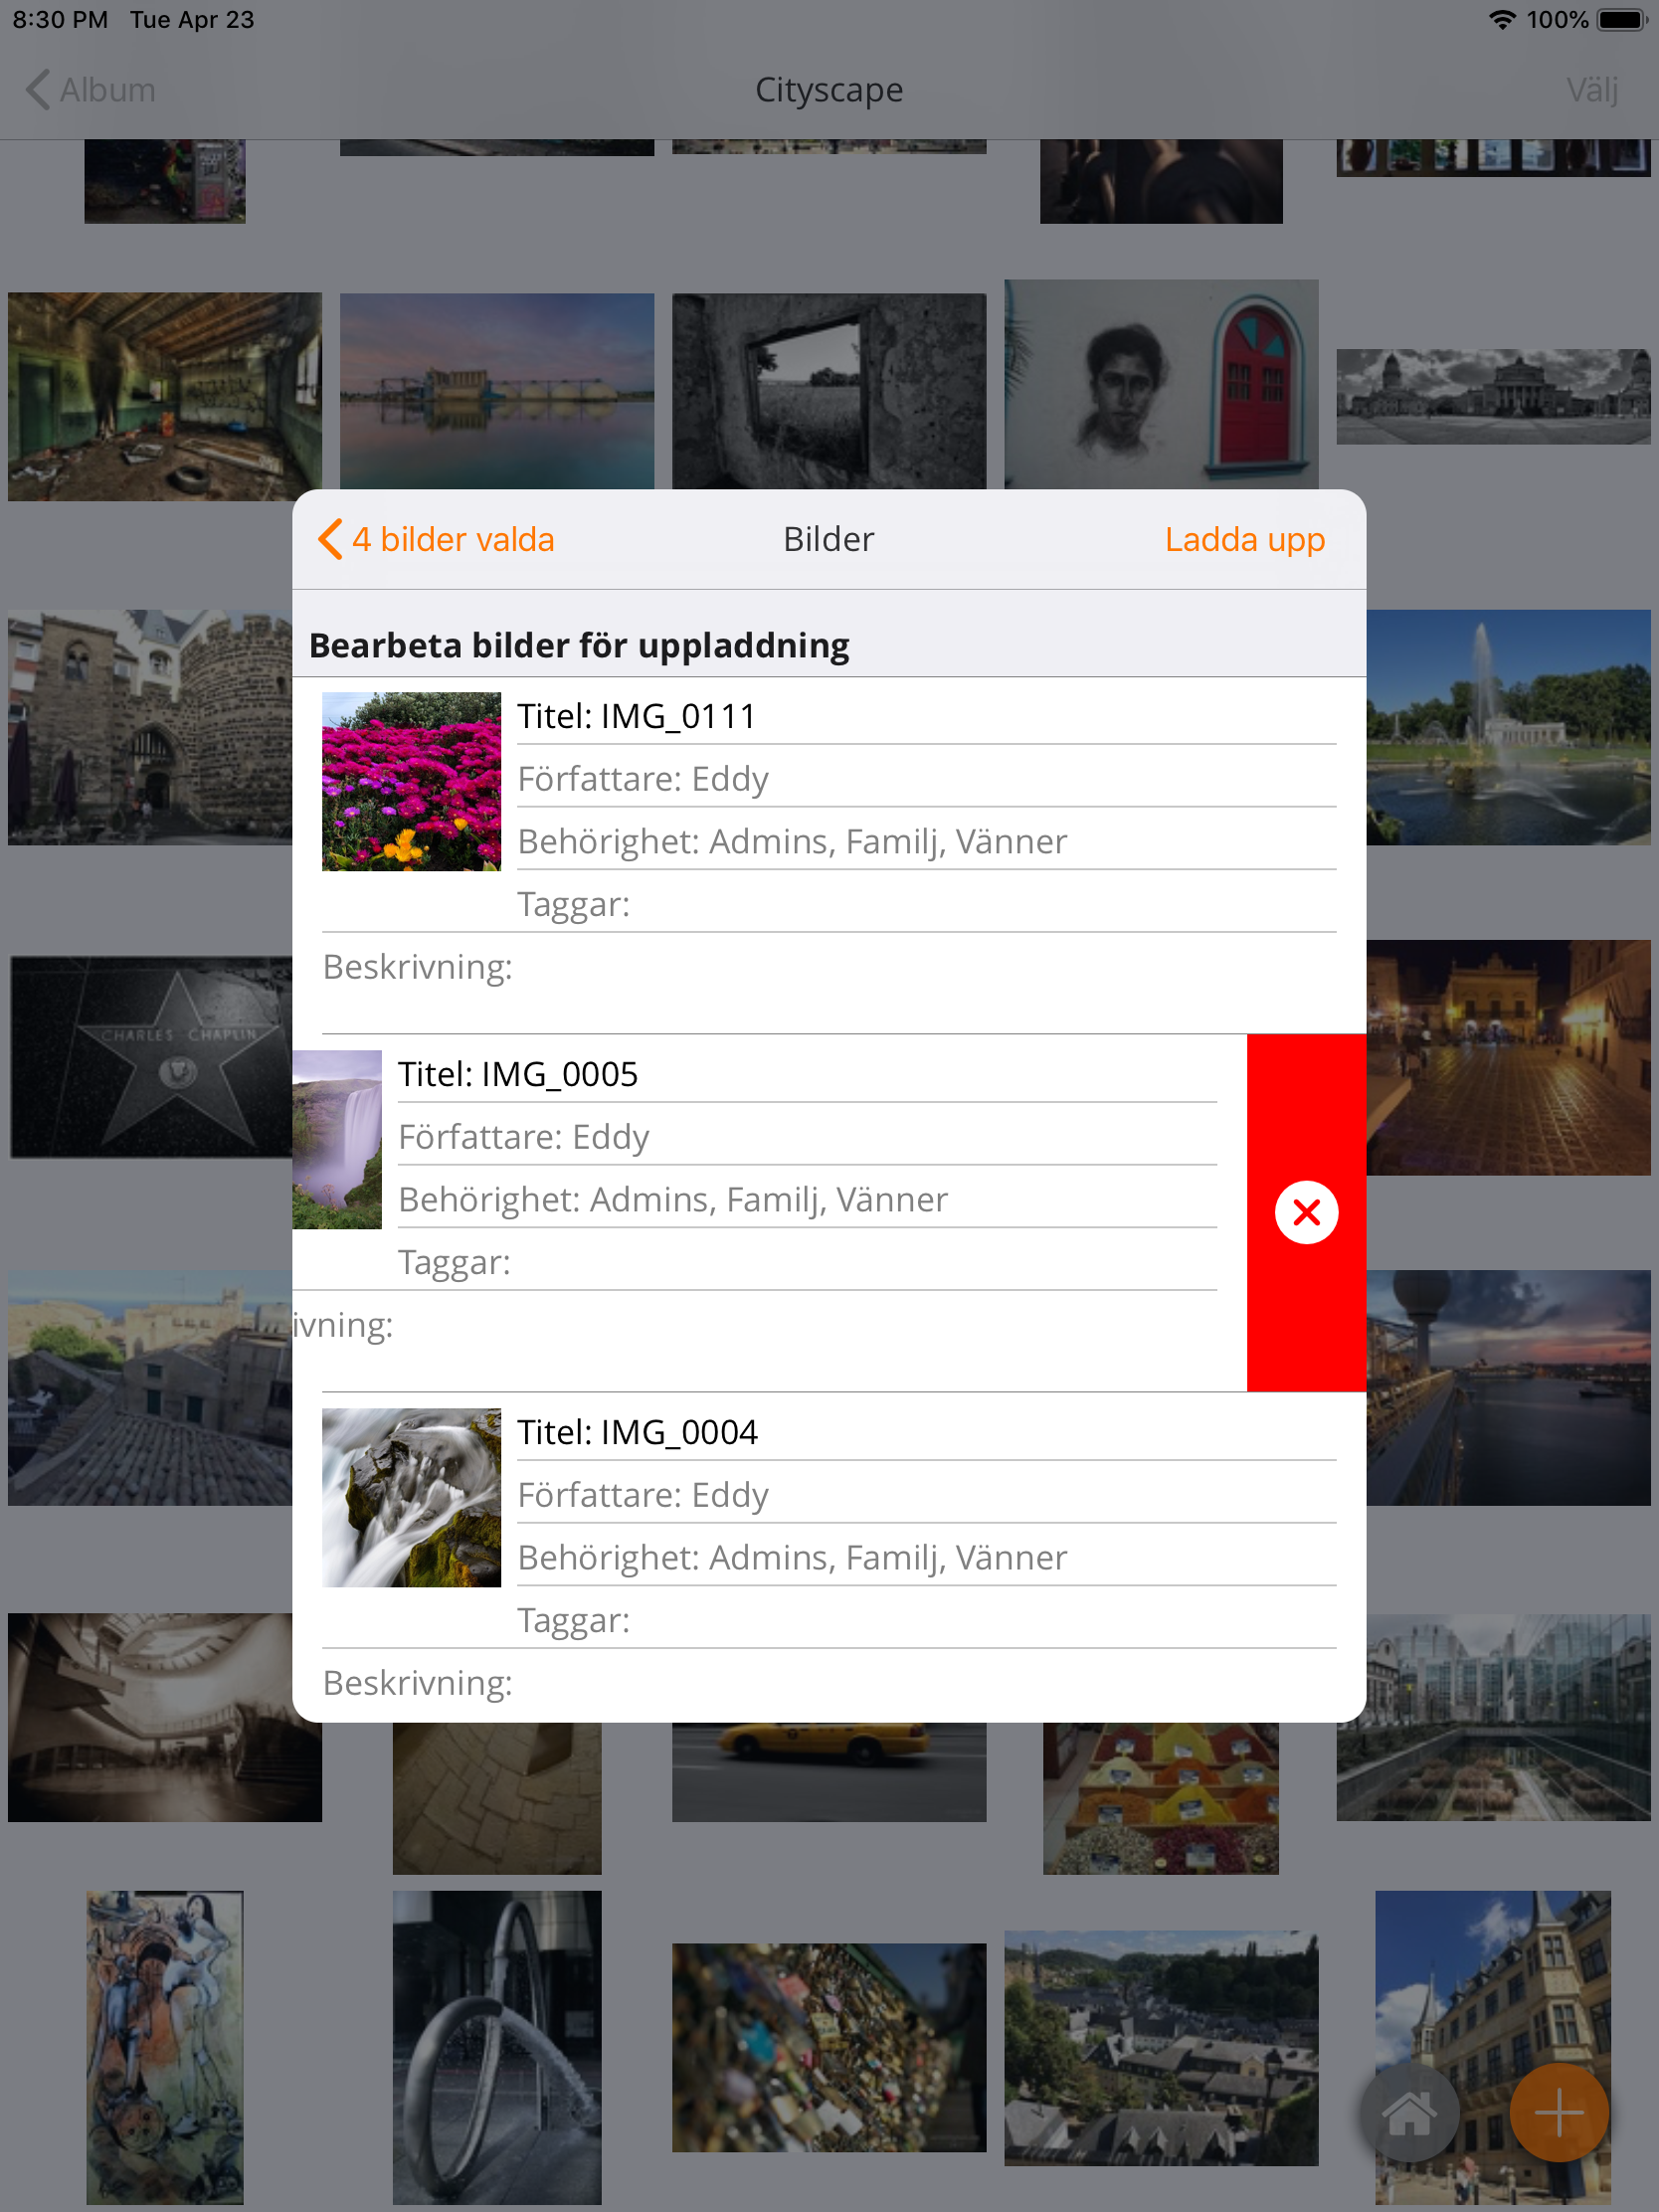 8:30 PM Tue Apr 23 100%
Album Cityscape Välj
4 bilder valda Bilder Ladda upp
Bearbeta bilder för uppladdning
Titel: IMG_0111
Författare: Eddy
Behörighet: Admins, Familj, Vänner
Taggar:
Beskrivning:
CHARLES CHAPLIN
Titel: IMG_0005
Författare: Eddy
Behörighet: Admins, Familj, Vänner
Taggar:
ivning:
Titel: IMG_0004
Författare: Eddy
Behörighet: Admins, Familj, Vänner
Taggar:
Beskrivning: